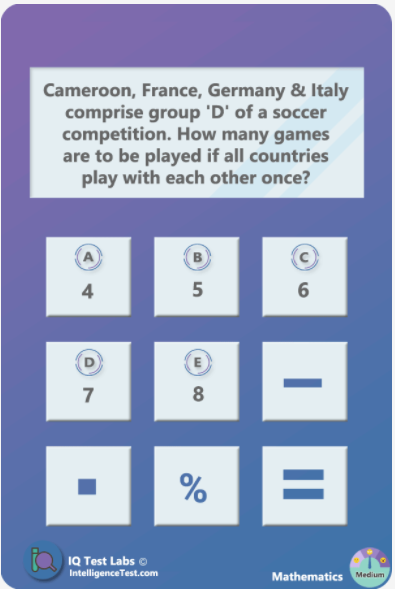 Cameroon, France, Germany & Italy
comprise group 'D' of a soccer
competition. How many games
are to be played if all countries
play with each other once?
A
4
B
5
C
6
D
7
E
8
%
IQ Test Labs ©
IntelligenceTest.com
Mathematics
Medium